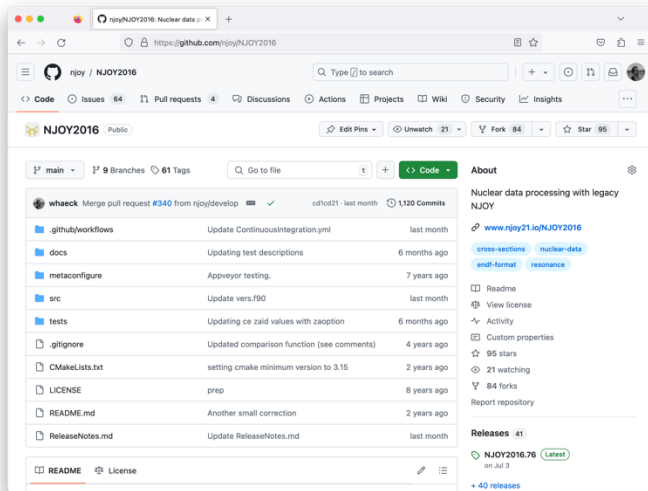 njoy/NJOY2016: Nuclear data p
https://github.com/njoy/NJOY2016
njoy / NJOY2016
Type / to search
Code Issues 64 Pull requests 4 Discussions Actions Projects Wiki Security Insights
NJOY2016 Public
Edit Pins Unwatch 21 Fork 84 Star 95
main 9 Branches 61 Tags Go to file t Code
whaeck Merge pull request #340 from njoy/develop cd1cd21 · last month 1,120 Commits
.github/workflows Update ContinuousIntegration.yml last month
docs Updating test descriptions 6 months ago
metaconfigure Appveyor testing. 7 years ago
src Update vers.f90 last month
tests Updating ce zaid values with zaoption 6 months ago
.gitignore Updated comparison function (see comments) 4 years ago
CMakeLists.txt setting cmake minimum version to 3.15 2 years ago
LICENSE prep 8 years ago
README.md Another small correction 2 years ago
ReleaseNotes.md Update ReleaseNotes.md last month
README License
About
Nuclear data processing with legacy
NJOY
www.njoy21.io/NJOY2016
cross-sections nuclear-data
endf-format resonance
Readme
View license
Activity
Custom properties
95 stars
21 watching
84 forks
Report repository
Releases 41
NJOY2016.76 Latest
on Jul 3
+ 40 releases